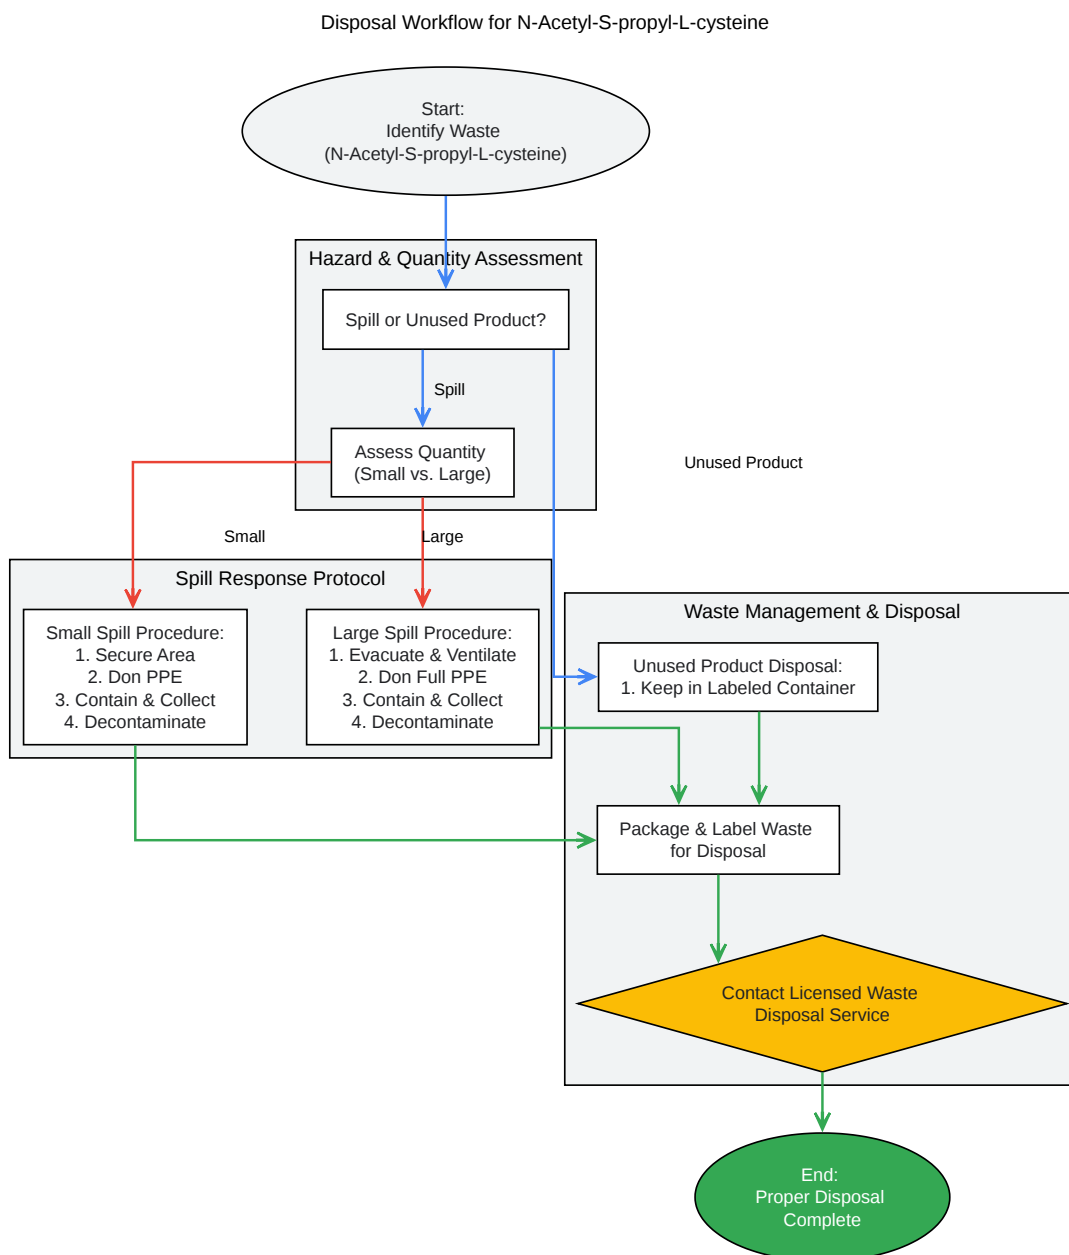 Disposal Workflow for N-Acetyl-S-propyl-L-cysteine
Start:
Identify Waste
(N-Acetyl-S-propyl-L-cysteine)
Hazard & Quantity Assessment
Spill or Unused Product?
Spill
Assess Quantity
(Small vs. Large)
Unused Product
Small
Large
Spill Response Protocol
Small Spill Procedure:
1. Secure Area
2. Don PPE
3. Contain & Collect
4. Decontaminate
Large Spill Procedure:
1. Evacuate & Ventilate
2. Don Full PPE
3. Contain & Collect
4. Decontaminate
Waste Management & Disposal
Unused Product Disposal:
1. Keep in Labeled Container
Package & Label Waste
for Disposal
Contact Licensed Waste
Disposal Service
End:
Proper Disposal
Complete